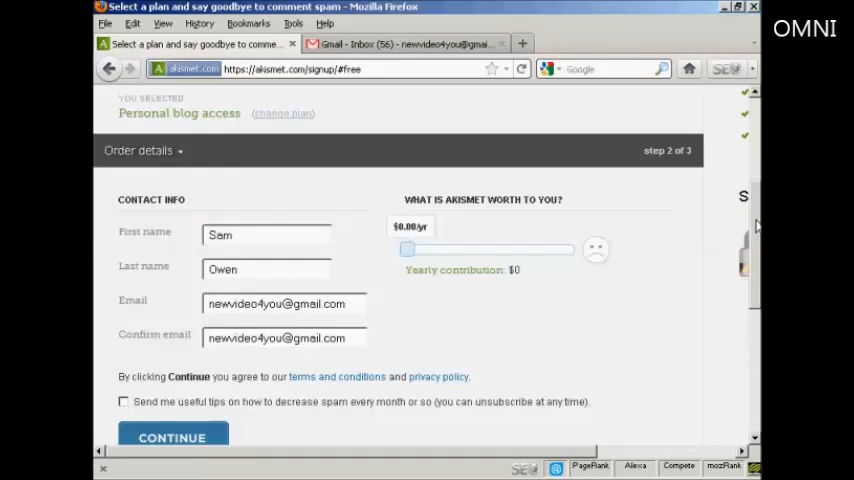 Select a plan and say goodbye to comment spam - Mozilla Firefox
OMNI
File Edit View History Bookmarks Tools Help
Select a plan and say goodbye to comme... × Gmail - Inbox (56) - newvideo4you@gmai... × +
akismet.com https://akismet.com/signup/#free Google SEO
YOU SELECTED
Personal blog access (change plan)
Order details step 2 of 3
CONTACT INFO WHAT IS AKISMET WORTH TO YOU?
First name Sam
$0.00/yr
Last name Owen
Yearly contribution: $0
Email newvideo4you@gmail.com
Confirm email newvideo4you@gmail.com
By clicking Continue you agree to our terms and conditions and privacy policy.
Send me useful tips on how to decrease spam every month or so (you can unsubscribe at any time).
CONTINUE
S
× SEO @ PageRank Alexa Compete mozRank